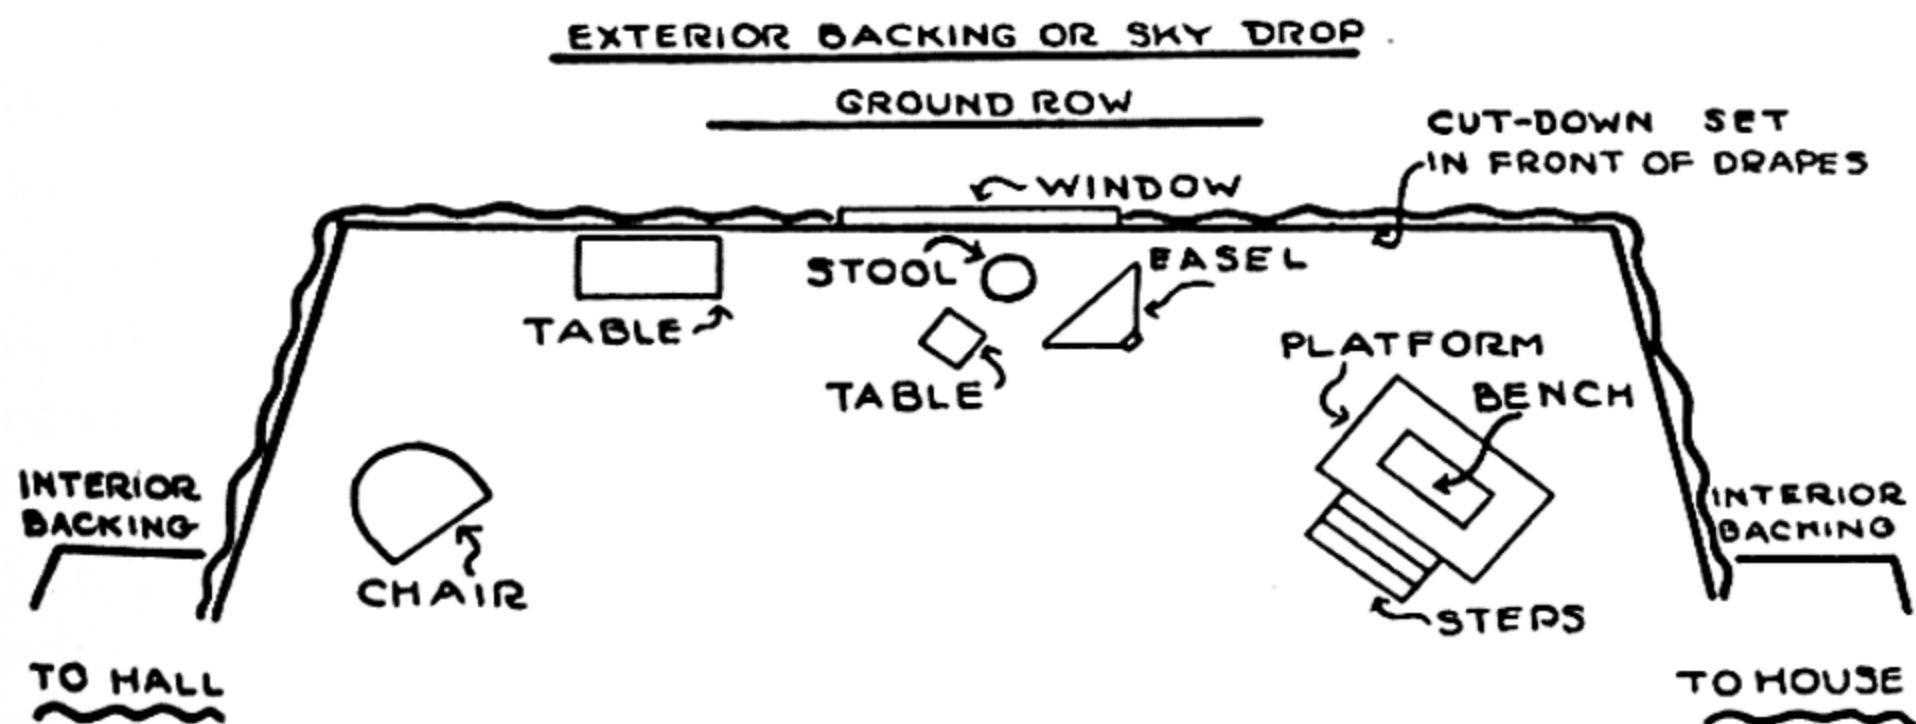 EXTERIOR BACKING OR SKY DROP
GROUND ROW
CUT-DOWN SET
IN FRONT OF DRAPES
WINDOW
STOOL
EASEL
TABLE
PLATFORM
TABLE
BENCH
INTERIOR
BACKING
INTERIOR
BACKING
CHAIR
STEPS
TO HALL
TO HOUSE